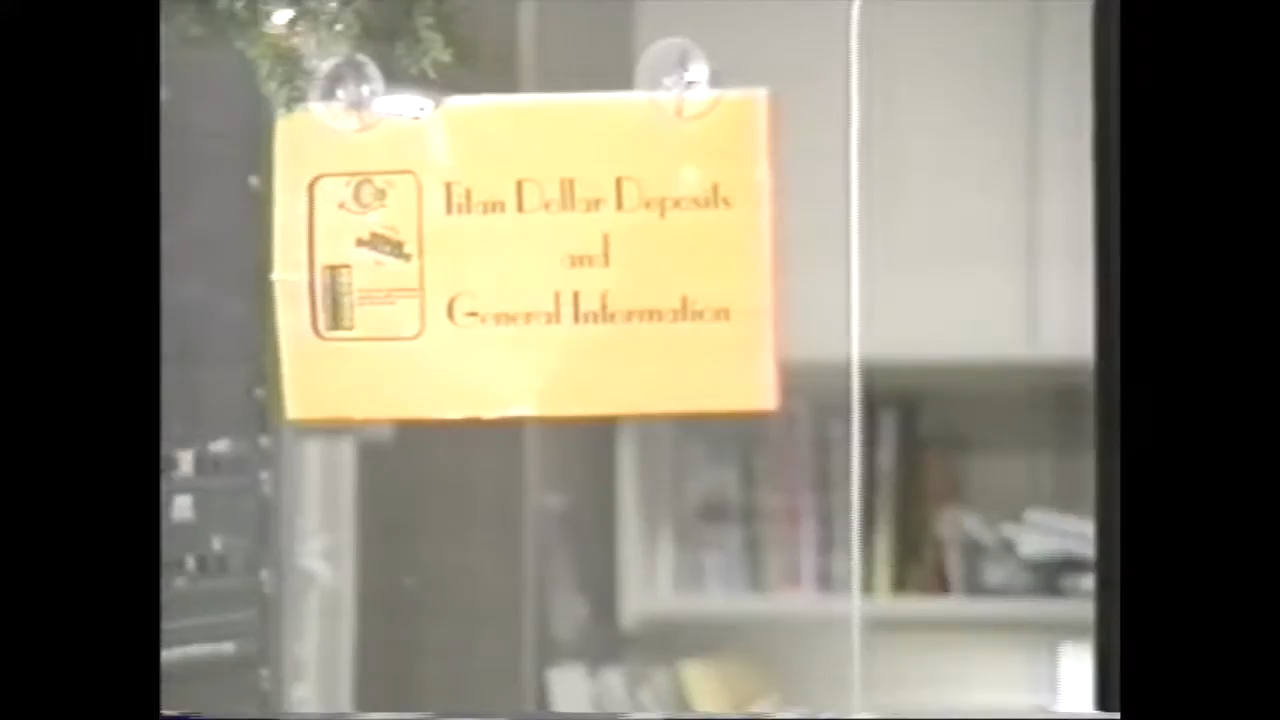 Titan Dollar Deposits
and
General Information